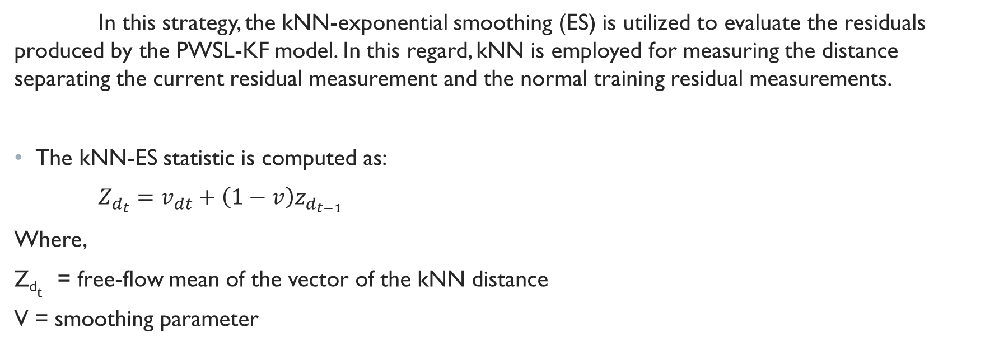 In this strategy, the kNN-exponential smoothing (ES) is utilized to evaluate the residuals
produced by the PWSL-KF model. In this regard, kNN is employed for measuring the distance
separating the current residual measurement and the normal training residual measurements.
• The kNN-ES statistic is computed as:
$Z_{d_t} = v_{dt} + (1 - v)z_{d_{t-1}}$
Where,
$Z_{d_t}$ = free-flow mean of the vector of the kNN distance
V = smoothing parameter